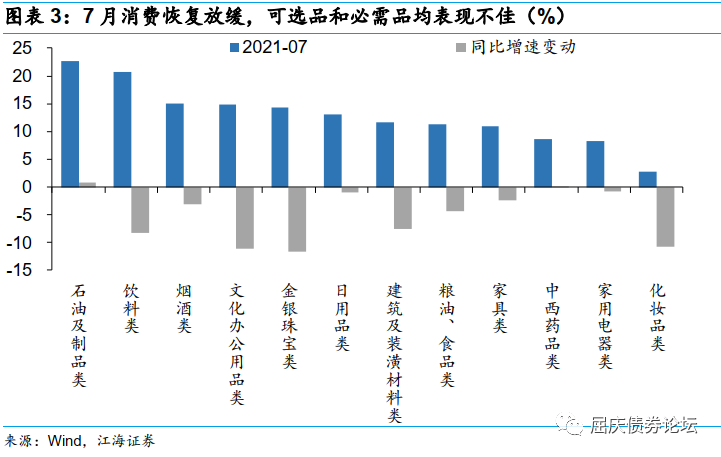 图表 3：7 月消费恢复放缓，可选品和必需品均表现不佳（%）
2021-07
同比增速变动
25
20
15
10
5
0
-5
-10
-15
石油及制品类
饮料类
烟酒类
文化办公用品类
金银珠宝类
日用品类
建筑及装潢材料类
粮油、食品类
家具类
中西药品类
家用电器类
化妆品类
屈庆债券论坛
来源：Wind，江海证券